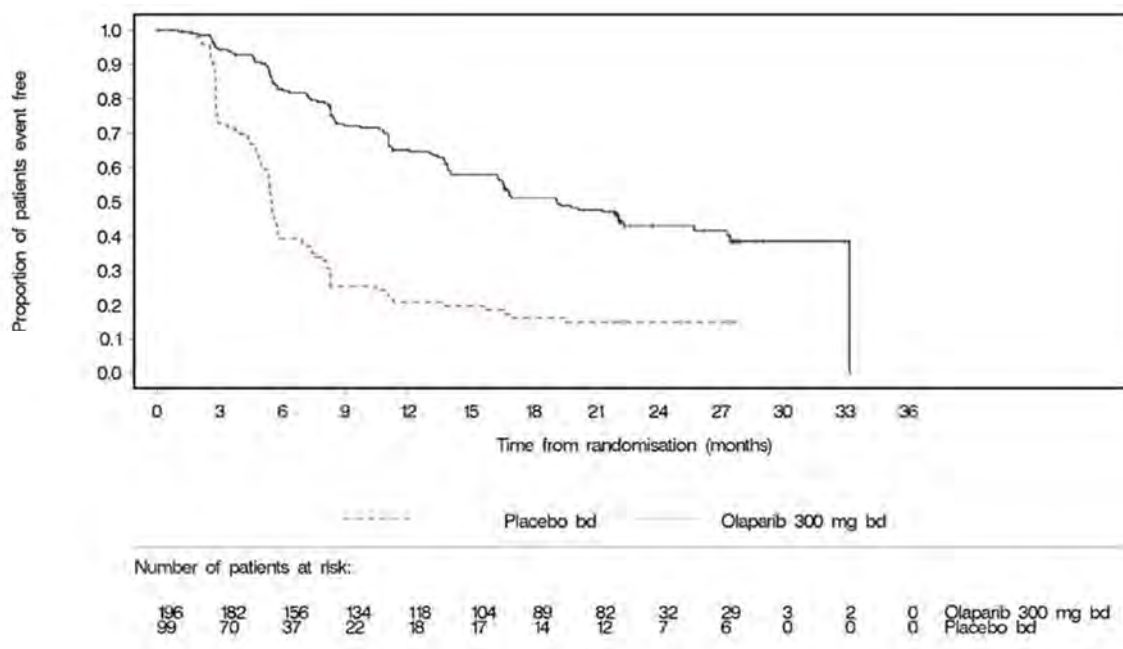 Proportion of patients event free
1.0
0.9
0.8
0.7
0.6
0.5
0.4
0.3
0.2
0.1
0.0
0 3 6 9 12 15 18 21 24 27 30 33 36
Time from randomisation (months)
Placebo bd Olaparib 300 mg bd
Number of patients at risk:
196 182 156 134 118 104 89 82 32 29 3 2 0 Olaparib 300 mg bd
99 70 37 22 18 17 14 12 7 6 0 0 0 Placebo bd